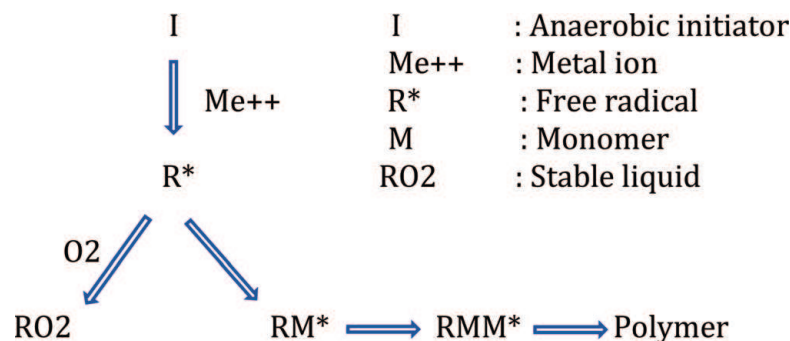 I I : Anaerobic initiator
Me++ Me++ : Metal ion
R* : Free radical
M : Monomer
R* RO2 : Stable liquid
O2
RO2 RM* RMM* Polymer